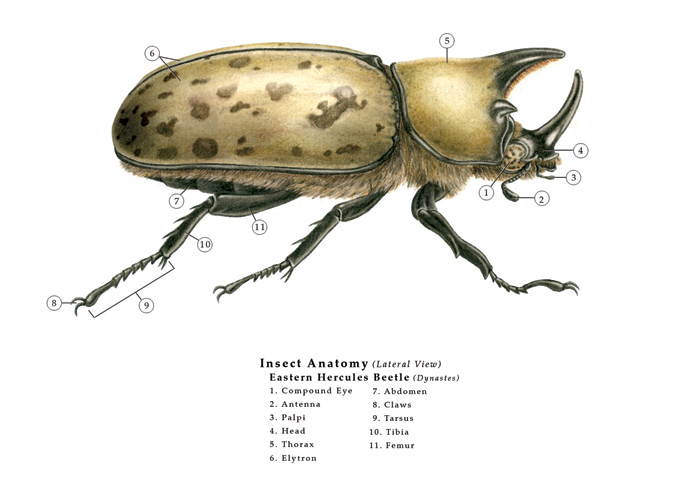 6
5
4
3
1
2
7
11
10
8
9
Insect Anatomy (Lateral View)
Eastern Hercules Beetle (Dynastes)
1. Compound Eye
2. Antenna
3. Palpi
4. Head
5. Thorax
6. Elytron
7. Abdomen
8. Claws
9. Tarsus
10. Tibia
11. Femur